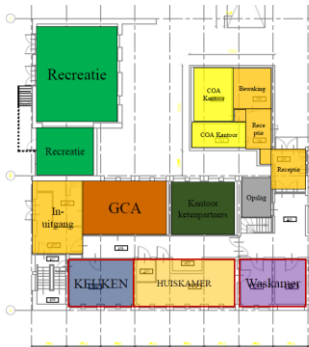 Recreatie
COA
Kantoor
Bewaking
COA Kantoor
Rece
ptie
Recreatie
Receptie
In-
uitgang
GCA
Kantoor
ketenpartners
Opslag
KEUKEN
HUISKAMER
Waskamer